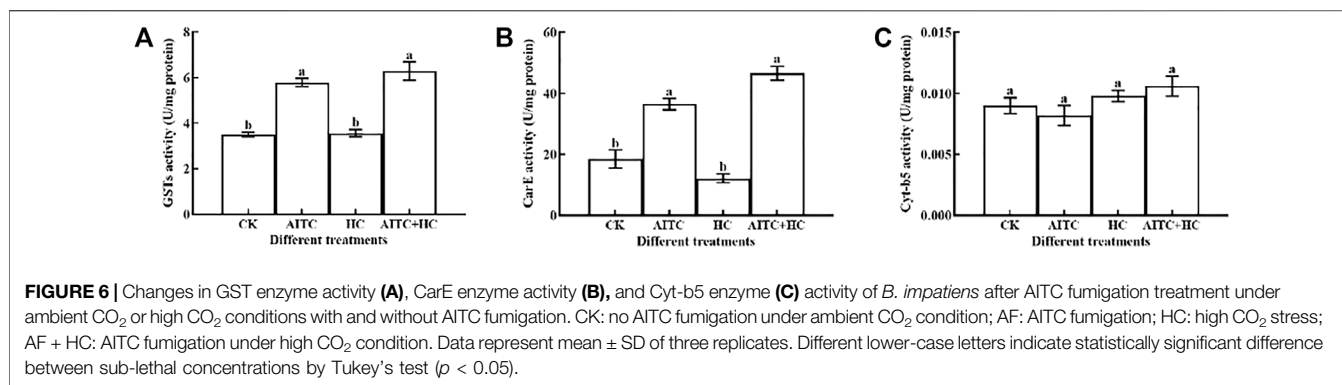 A
GSTs activity (U/mg protein)
8
6
4
2
0
b
a
b
a
CK AITC HC AITC+HC
Different treatments
B
CarE activity (U/mg protein)
60
40
20
0
b
a
b
a
CK AITC HC AITC+HC
Different treatments
C
Cyt-b5 activity (U/mg protein)
0.015
0.010
0.005
0.000
a
a
a
a
CK AITC HC AITC+HC
Different treatments
FIGURE 6 | Changes in GST enzyme activity (A), CarE enzyme activity (B), and Cyt-b5 enzyme (C) activity of B. impatiens after AITC fumigation treatment under
ambient CO₂ or high CO₂ conditions with and without AITC fumigation. CK: no AITC fumigation under ambient CO₂ condition; AF: AITC fumigation; HC: high CO₂ stress;
AF + HC: AITC fumigation under high CO₂ condition. Data represent mean ± SD of three replicates. Different lower-case letters indicate statistically significant difference
between sub-lethal concentrations by Tukey's test (p < 0.05).